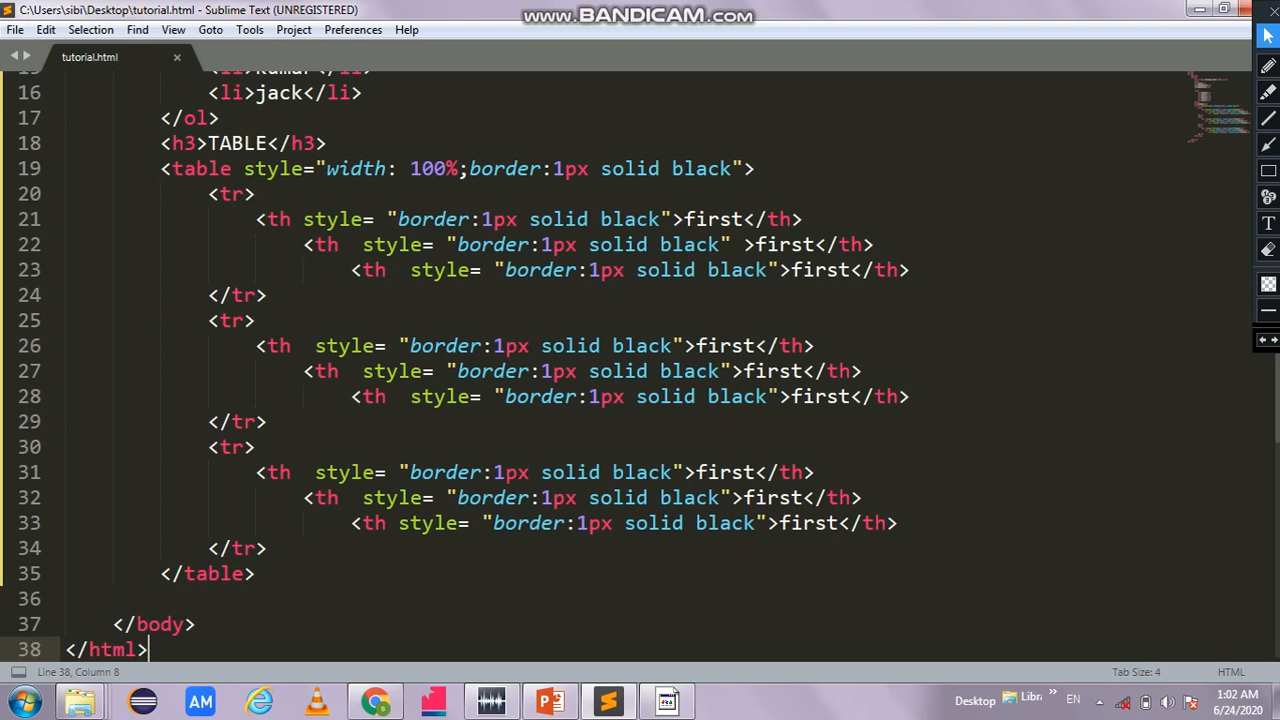 C:\Users\sibi\Desktop\tutorial.html - Sublime Text (UNREGISTERED)
www.BANDICAM.com
File Edit Selection Find View Goto Tools Project Preferences Help
tutorial.html
15 <li>kumar</li>
16 <li>jack</li>
17 </ol>
18 <h3>TABLE</h3>
19 <table style="width: 100%;border:1px solid black">
20 <tr>
21 <th style= "border:1px solid black">first</th>
22 <th  style= "border:1px solid black" >first</th>
23 <th  style= "border:1px solid black">first</th>
24 </tr>
25 <tr>
26 <th  style= "border:1px solid black">first</th>
27 <th  style= "border:1px solid black">first</th>
28 <th  style= "border:1px solid black">first</th>
29 </tr>
30 <tr>
31 <th  style= "border:1px solid black">first</th>
32 <th  style= "border:1px solid black">first</th>
33 <th style= "border:1px solid black">first</th>
34 </tr>
35 </table>
36
37 </body>
38 </html>
Line 38, Column 8 Tab Size: 4 HTML
AM
Desktop Libra » EN 1:02 AM
6/24/2020